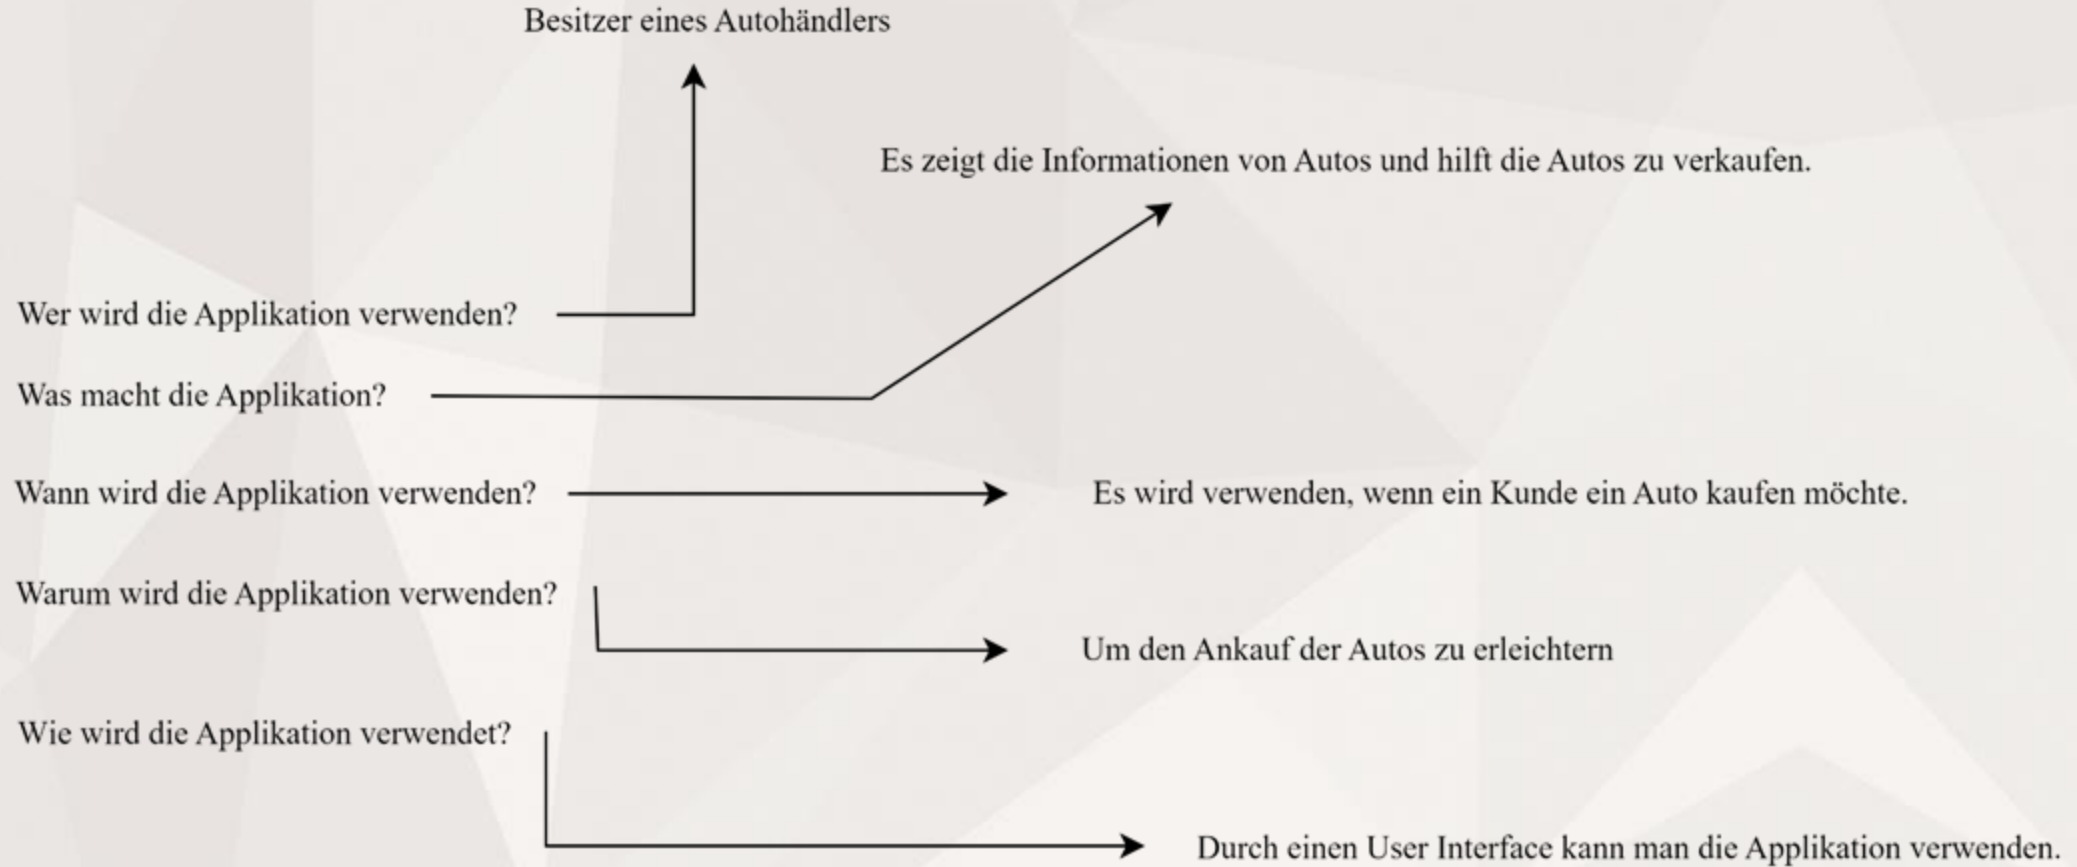 Besitzer eines Autohändlers
Es zeigt die Informationen von Autos und hilft die Autos zu verkaufen.
Wer wird die Applikation verwenden?
Was macht die Applikation?
Wann wird die Applikation verwenden?
Es wird verwenden, wenn ein Kunde ein Auto kaufen möchte.
Warum wird die Applikation verwenden?
Um den Ankauf der Autos zu erleichtern
Wie wird die Applikation verwendet?
Durch einen User Interface kann man die Applikation verwenden.